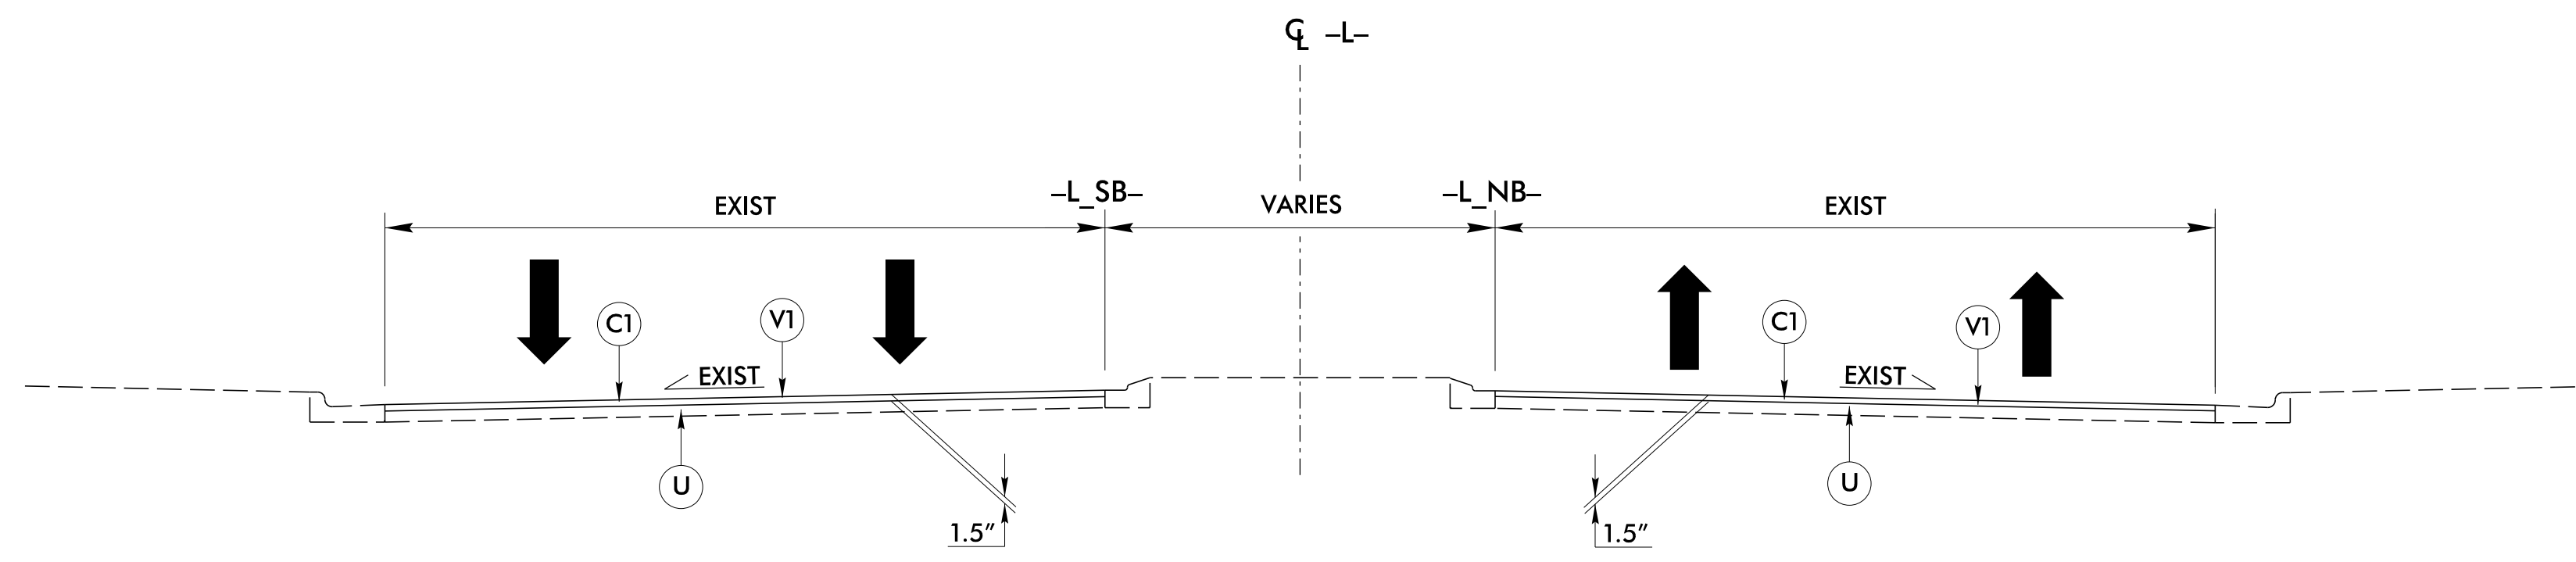 ℄ –L–
–L_SB– –L_NB–
EXIST VARIES EXIST
C1 V1 C1 V1
EXIST EXIST
U U
1.5" 1.5"